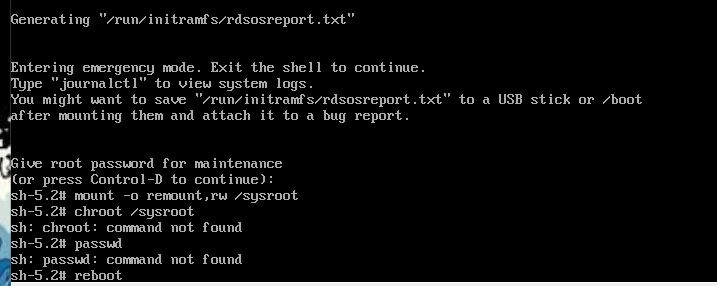 Generating "/run/initramfs/rdsosreport.txt"
Entering emergency mode. Exit the shell to continue.
Type "journalctl" to view system logs.
You might want to save "/run/initramfs/rdsosreport.txt" to a USB stick or /boot
after mounting them and attach it to a bug report.
Give root password for maintenance
(or press Control-D to continue):
sh-5.2# mount -o remount,rw /sysroot
sh-5.2# chroot /sysroot
sh: chroot: command not found
sh-5.2# passwd
sh: passwd: command not found
sh-5.2# reboot